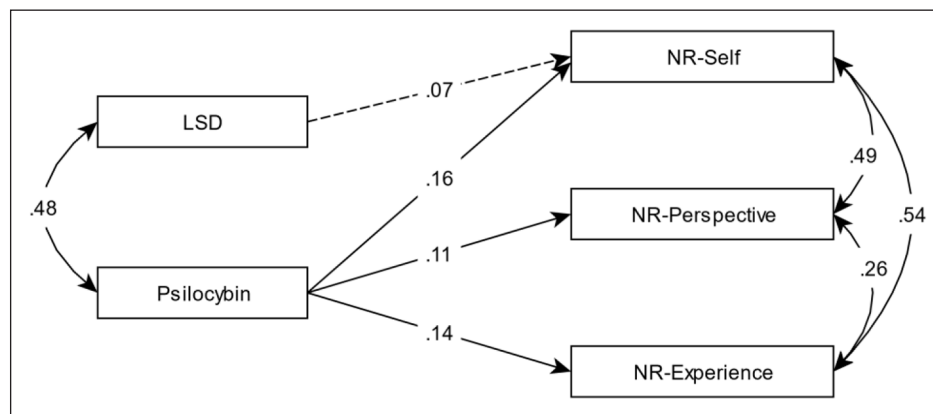 NR-Self
.07
LSD
.16
.49
.48
NR-Perspective
.54
.11
.26
Psilocybin
.14
NR-Experience